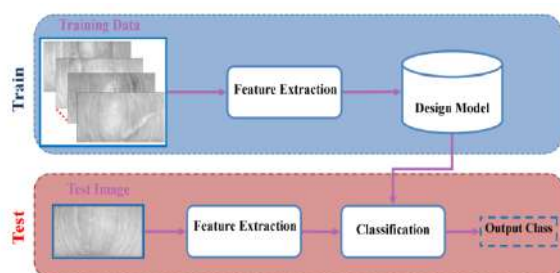 Training Data
Train
Feature Extraction
Design Model
Test Image
Test
Feature Extraction
Classification
Output Class